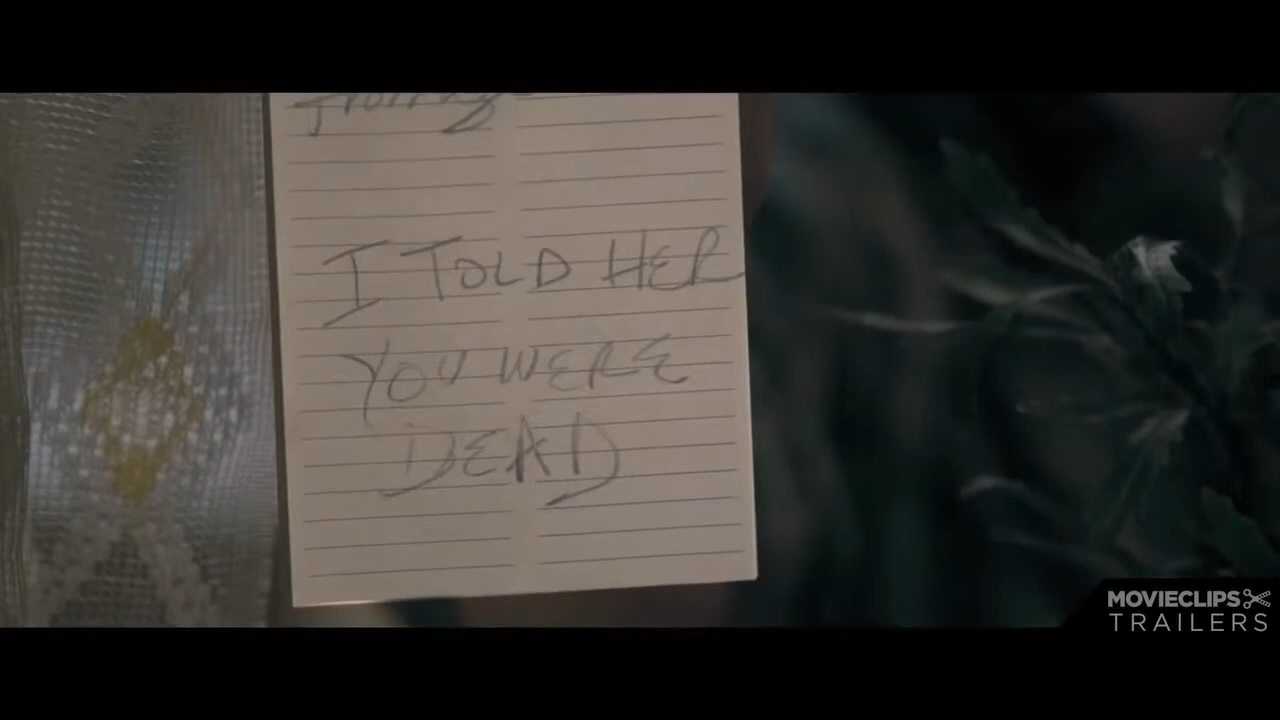 I TOLD HER
YOU WERE
DEAD
MOVIECLIPS
TRAILERS